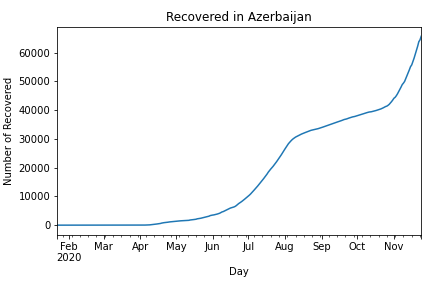 Recovered in Azerbaijan
Number of Recovered
60000
50000
40000
30000
20000
10000
0
Feb Mar Apr May Jun Jul Aug Sep Oct Nov
2020
Day